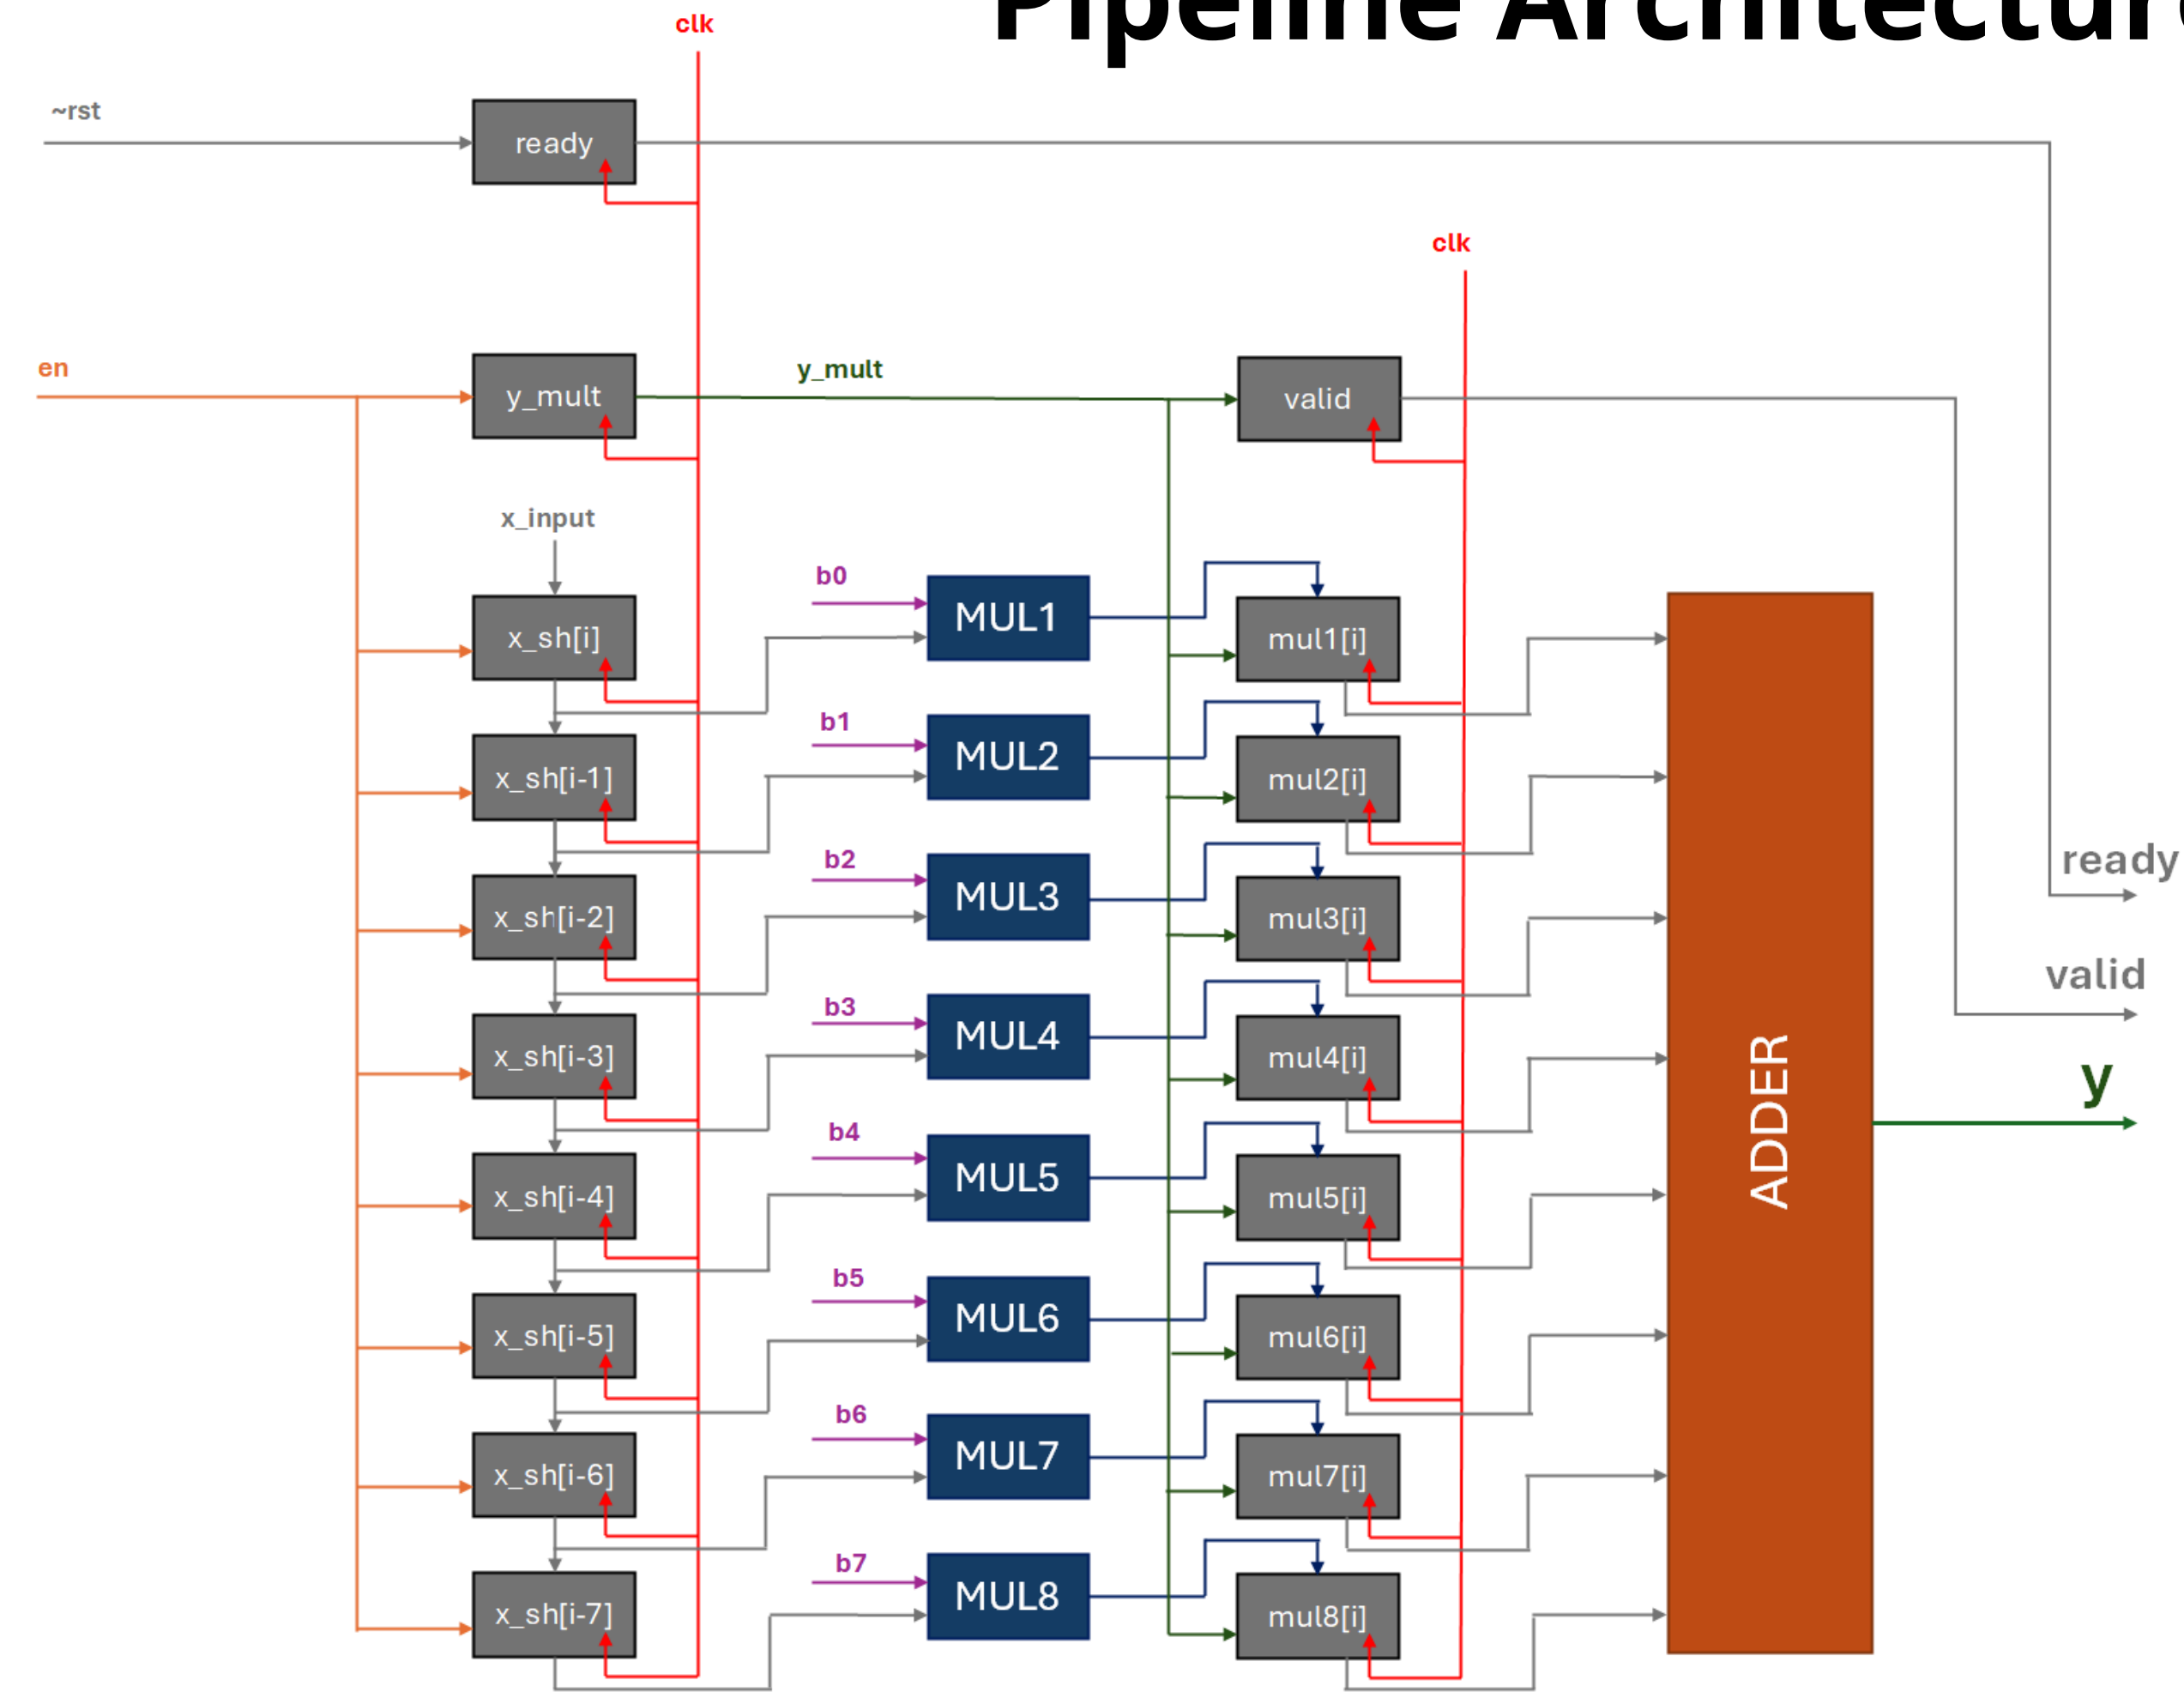 Pipeline Architecture
clk
~rst
ready
clk
en
y_mult
y_mult
valid
x_input
b0
MUL1
x_sh[i]
mul1[i]
b1
MUL2
x_sh[i-1]
mul2[i]
b2
MUL3
x_sh[i-2]
mul3[i]
ready
b3
MUL4
x_sh[i-3]
mul4[i]
valid
ADDER
y
b4
MUL5
x_sh[i-4]
mul5[i]
b5
MUL6
x_sh[i-5]
mul6[i]
b6
MUL7
x_sh[i-6]
mul7[i]
b7
MUL8
x_sh[i-7]
mul8[i]